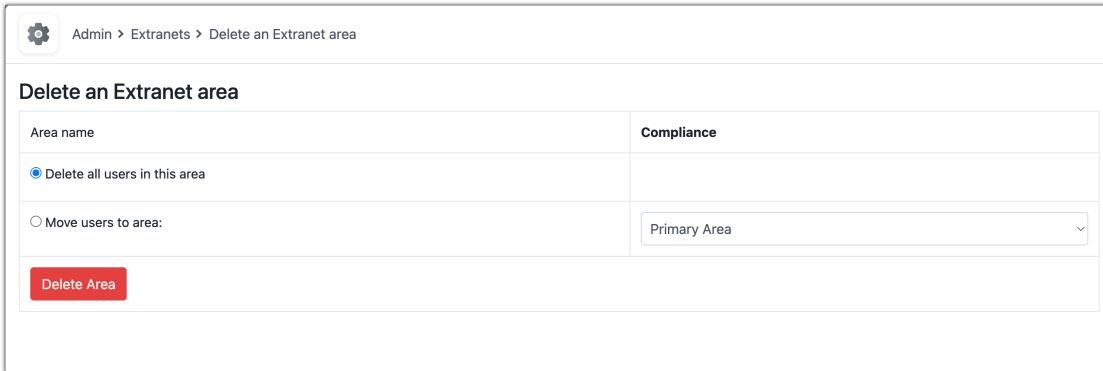 Admin > Extranets > Delete an Extranet area
Delete an Extranet area
Area name Compliance
Delete all users in this area
Move users to area: Primary Area
Delete Area